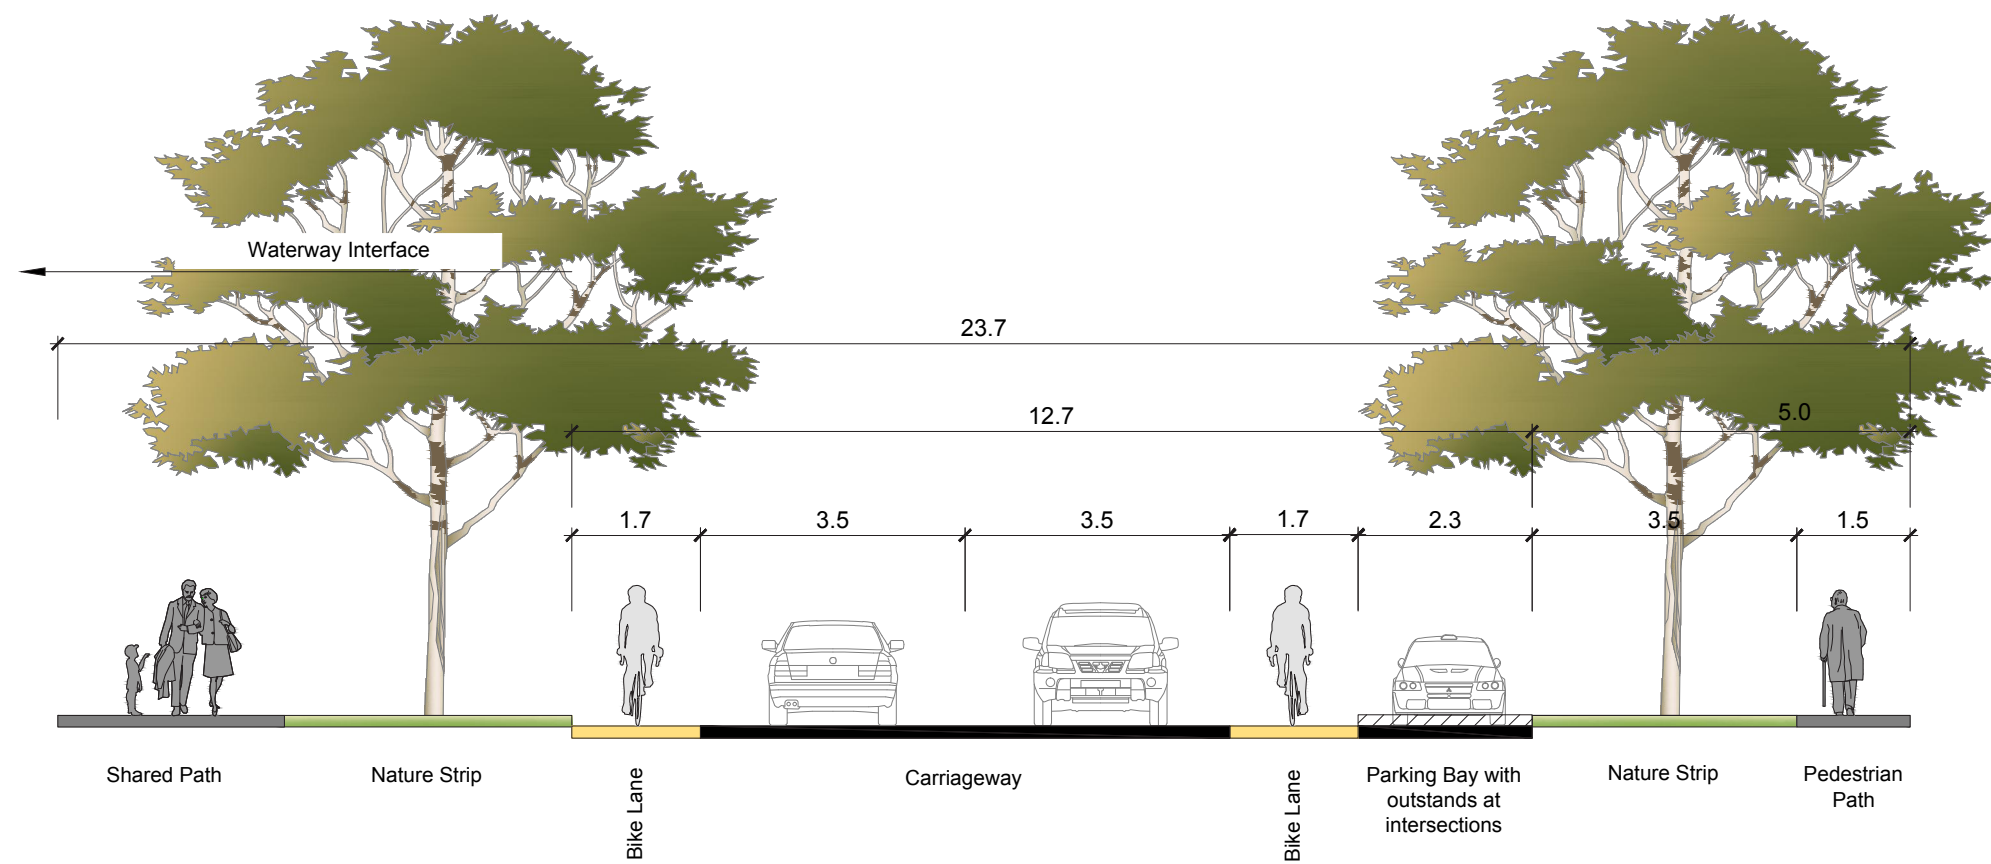 Waterway Interface
23.7
12.7
5.0
1.7
3.5
3.5
1.7
2.3
3.5
1.5
Shared Path
Nature Strip
Bike Lane
Carriageway
Bike Lane
Parking Bay with
outstands at
intersections
Nature Strip
Pedestrian
Path